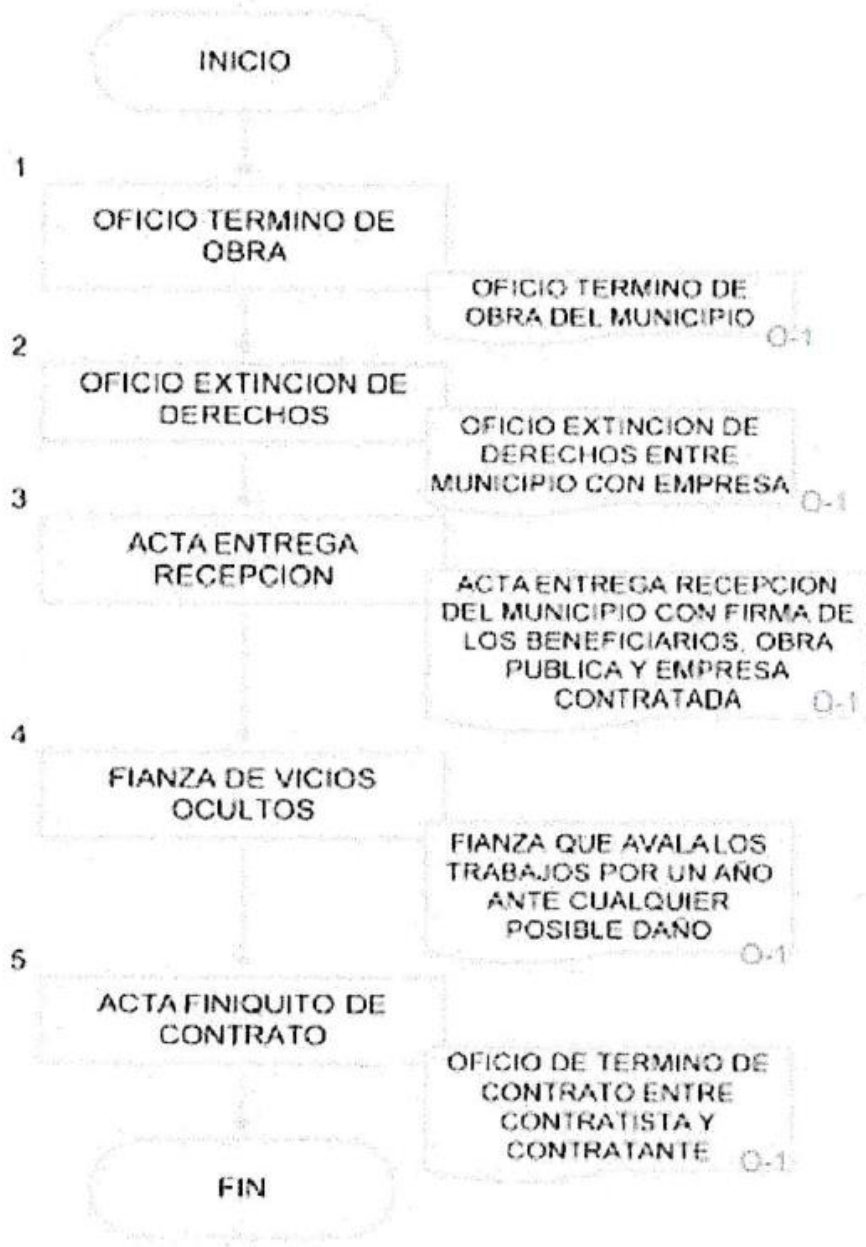 INICIO
1
OFICIO TERMINO DE
OBRA
OFICIO TERMINO DE
OBRA DEL MUNICIPIO
O-1
2
OFICIO EXTINCION DE
DERECHOS
OFICIO EXTINCION DE
DERECHOS ENTRE
MUNICIPIO CON EMPRESA
O-1
3
ACTA ENTREGA
RECEPCION
ACTA ENTREGA RECEPCION
DEL MUNICIPIO CON FIRMA DE
LOS BENEFICIARIOS, OBRA
PUBLICA Y EMPRESA
CONTRATADA
O-1
4
FIANZA DE VICIOS
OCULTOS
FIANZA QUE AVALA LOS
TRABAJOS POR UN AÑO
ANTE CUALQUIER
POSIBLE DAÑO
O-1
5
ACTA FINIQUITO DE
CONTRATO
OFICIO DE TERMINO DE
CONTRATO ENTRE
CONTRATISTA Y
CONTRATANTE
O-1
FIN